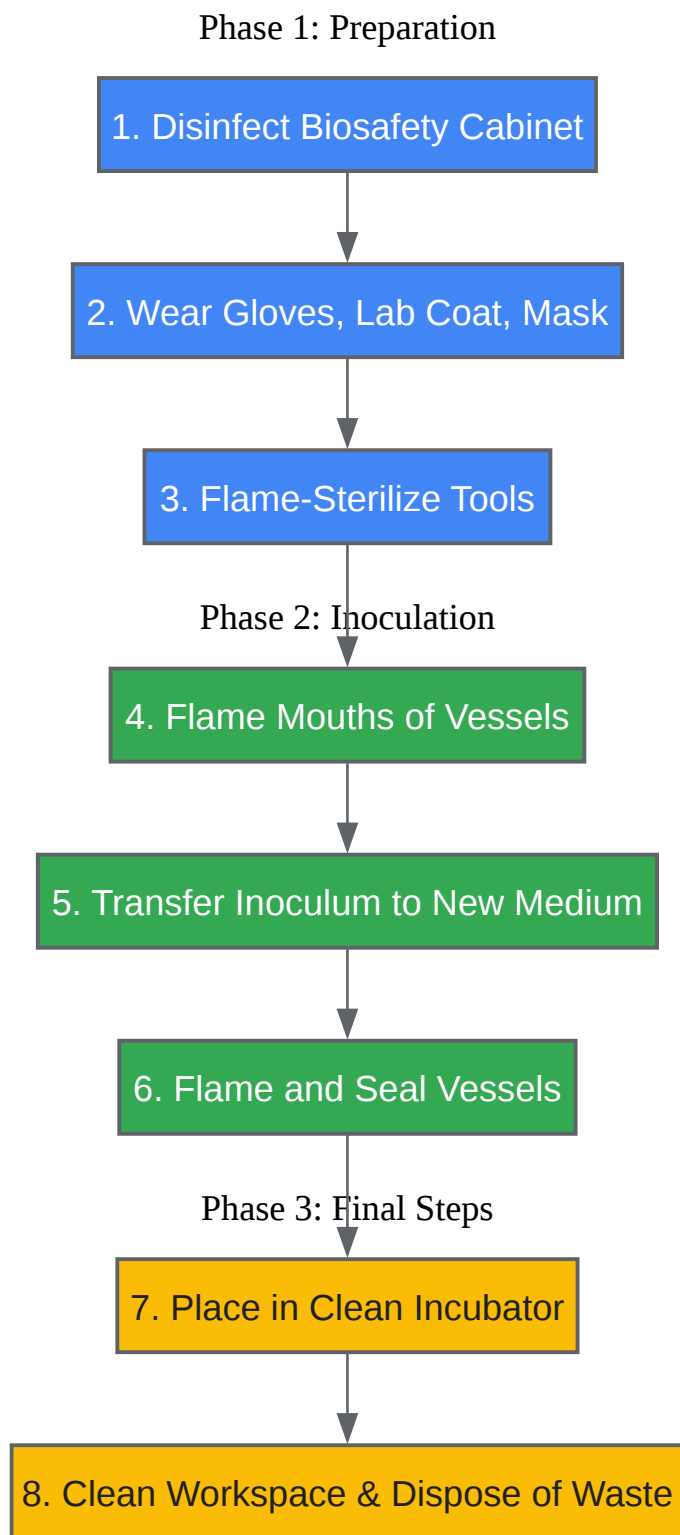 Phase 1: Preparation
1. Disinfect Biosafety Cabinet
2. Wear Gloves, Lab Coat, Mask
3. Flame-Sterilize Tools
Phase 2: Inoculation
4. Flame Mouths of Vessels
5. Transfer Inoculum to New Medium
6. Flame and Seal Vessels
Phase 3: Final Steps
7. Place in Clean Incubator
8. Clean Workspace & Dispose of Waste